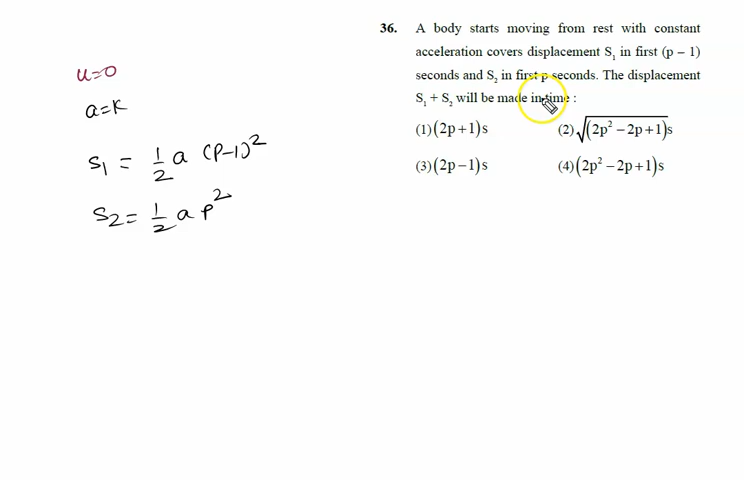 u=0
a=K
S₁ = 1/2 a (P-1)²
S₂ = 1/2 a p²
36. A body starts moving from rest with constant
acceleration covers displacement S₁ in first (p − 1)
seconds and S₂ in first p seconds. The displacement
S₁ + S₂ will be made in time :
(1) (2p + 1) s (2) √(2p² − 2p + 1) s
(3) (2p − 1) s (4) (2p² − 2p + 1) s